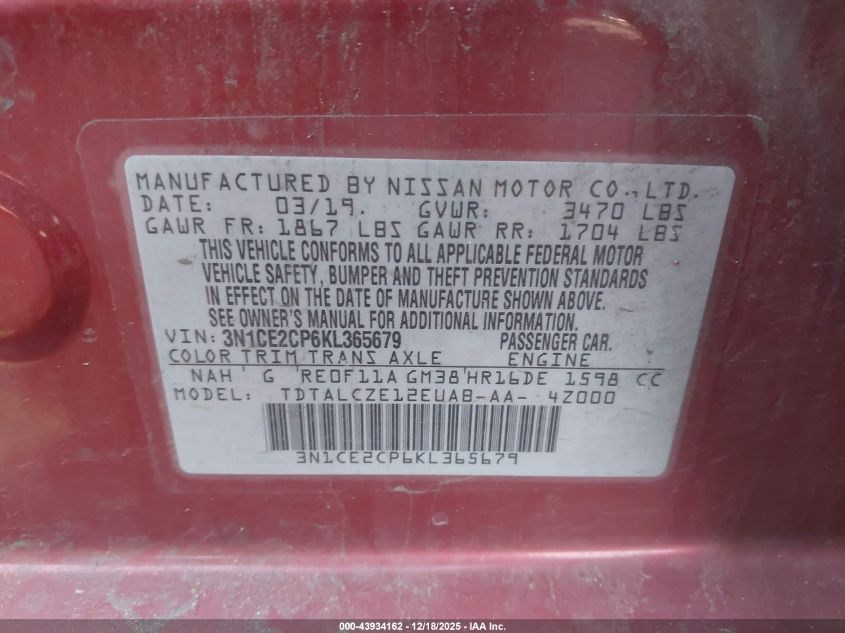 MANUFACTURED BY NISSAN MOTOR CO., LTD.
DATE: 03/19. GVWR: 3470 LBS
GAWR FR: 1867 LBS GAWR RR: 1704 LBS
THIS VEHICLE CONFORMS TO ALL APPLICABLE FEDERAL MOTOR
VEHICLE SAFETY, BUMPER AND THEFT PREVENTION STANDARDS
IN EFFECT ON THE DATE OF MANUFACTURE SHOWN ABOVE.
SEE OWNER'S MANUAL FOR ADDITIONAL INFORMATION.
VIN: 3N1CE2CP6KL365679 PASSENGER CAR.
COLOR TRIM TRANS AXLE ENGINE
NAH' G 'RE0F11A GM38'HR16DE 1598 CC
MODEL: TDTALCZE12EUAB-AA- 4Z000
3N1CE2CP6KL365679
000-43934162 - 12/18/2025 - IAA Inc.